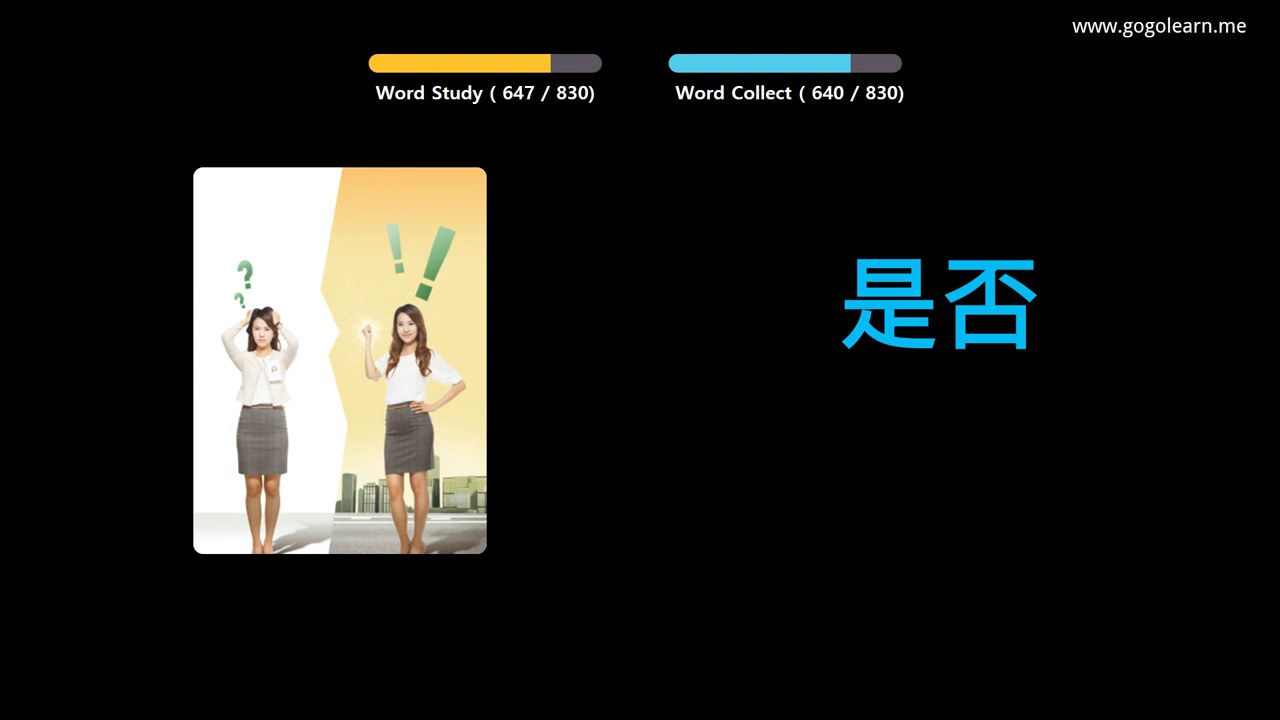 www.gogolearn.me
Word Study ( 647 / 830)
Word Collect ( 640 / 830)
? ?
! !
是否